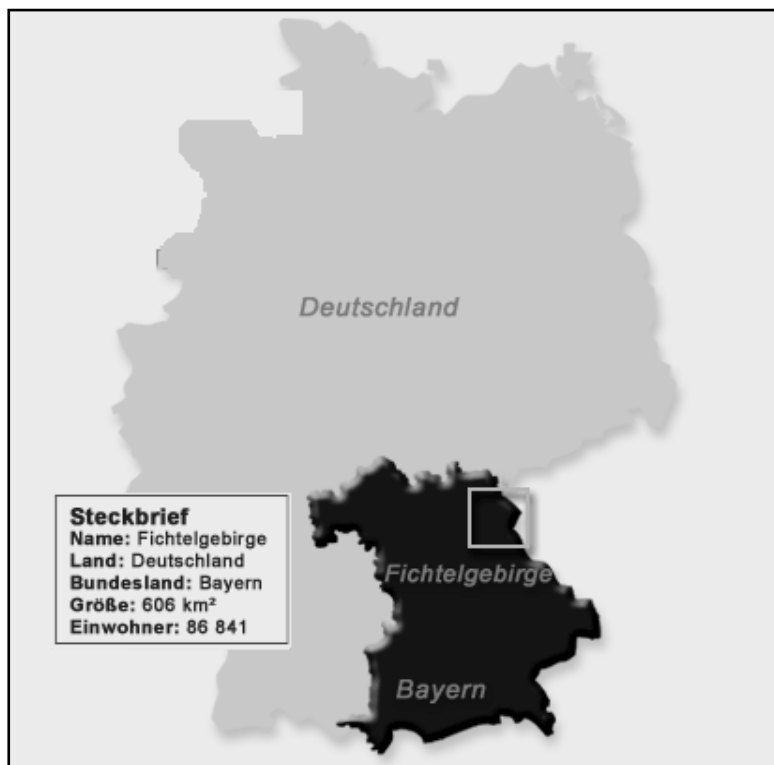 Deutschland
Steckbrief
Name: Fichtelgebirge
Land: Deutschland
Bundesland: Bayern
Größe: 606 km²
Einwohner: 86 841
Fichtelgebirge
Bayern